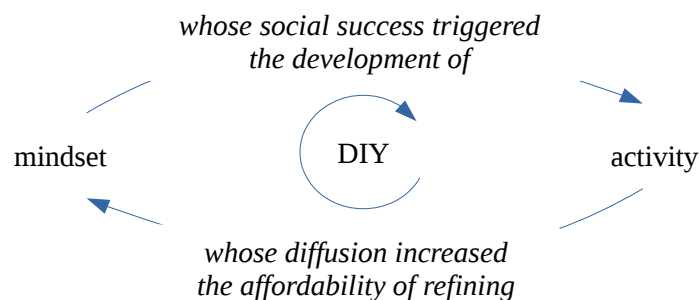 whose social success triggered
the development of
mindset
DIY
activity
whose diffusion increased
the affordability of refining